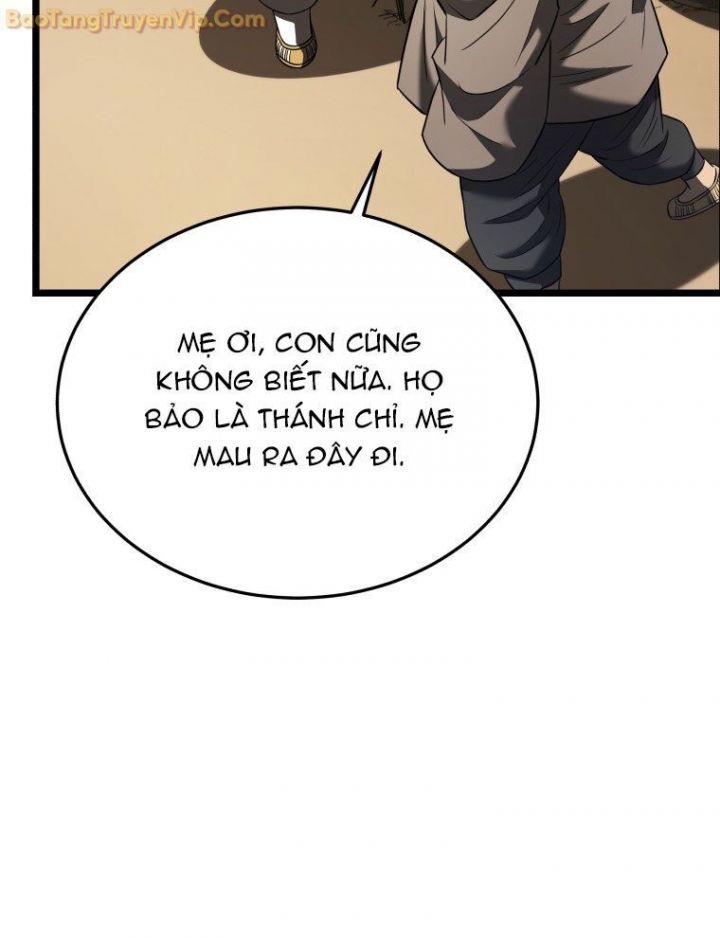 BaoTangTruyenVip.Com
MẸ ƠI, CON CŨNG
KHÔNG BIẾT NỮA. HỌ
BẢO LÀ THÁNH CHỈ. MẸ
MAU RA ĐÂY ĐI.